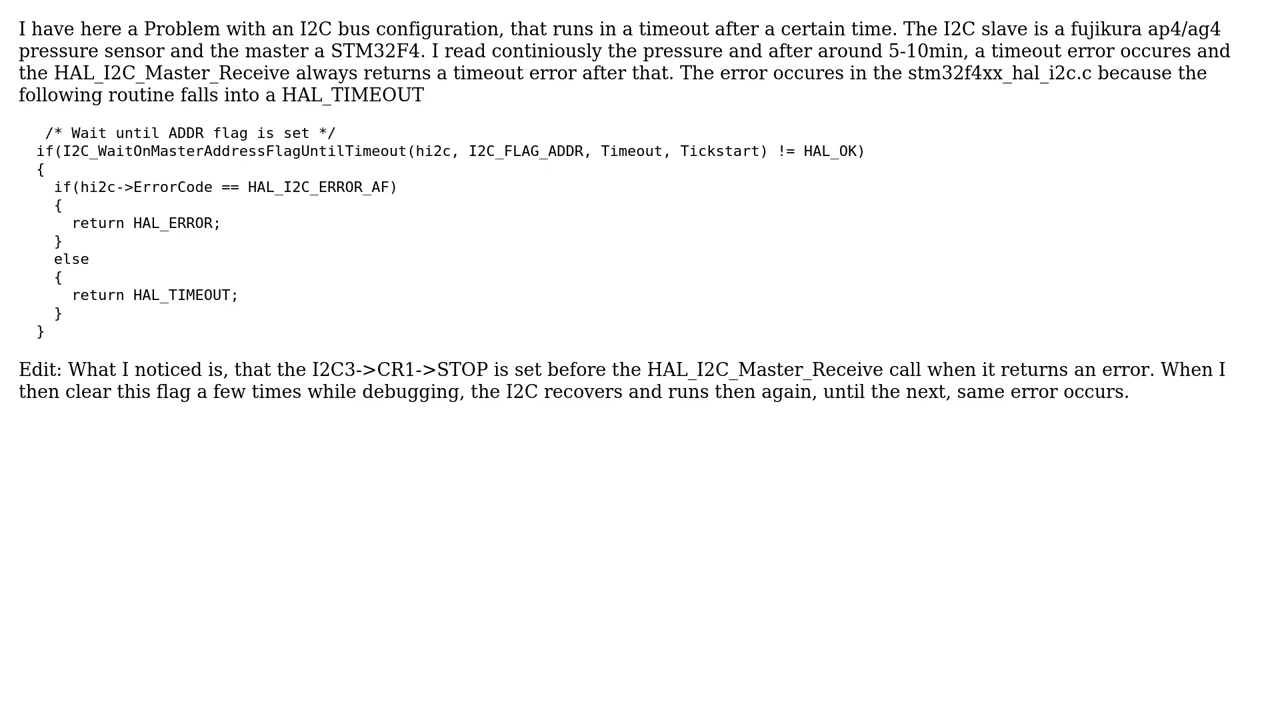 I have here a Problem with an I2C bus configuration, that runs in a timeout after a certain time. The I2C slave is a fujikura ap4/ag4
pressure sensor and the master a STM32F4. I read continiously the pressure and after around 5-10min, a timeout error occures and
the HAL_I2C_Master_Receive always returns a timeout error after that. The error occures in the stm32f4xx_hal_i2c.c because the
following routine falls into a HAL_TIMEOUT
/* Wait until ADDR flag is set */
if(I2C_WaitOnMasterAddressFlagUntilTimeout(hi2c, I2C_FLAG_ADDR, Timeout, Tickstart) != HAL_OK)
{
if(hi2c->ErrorCode == HAL_I2C_ERROR_AF)
{
return HAL_ERROR;
}
else
{
return HAL_TIMEOUT;
}
}
Edit: What I noticed is, that the I2C3->CR1->STOP is set before the HAL_I2C_Master_Receive call when it returns an error. When I
then clear this flag a few times while debugging, the I2C recovers and runs then again, until the next, same error occurs.